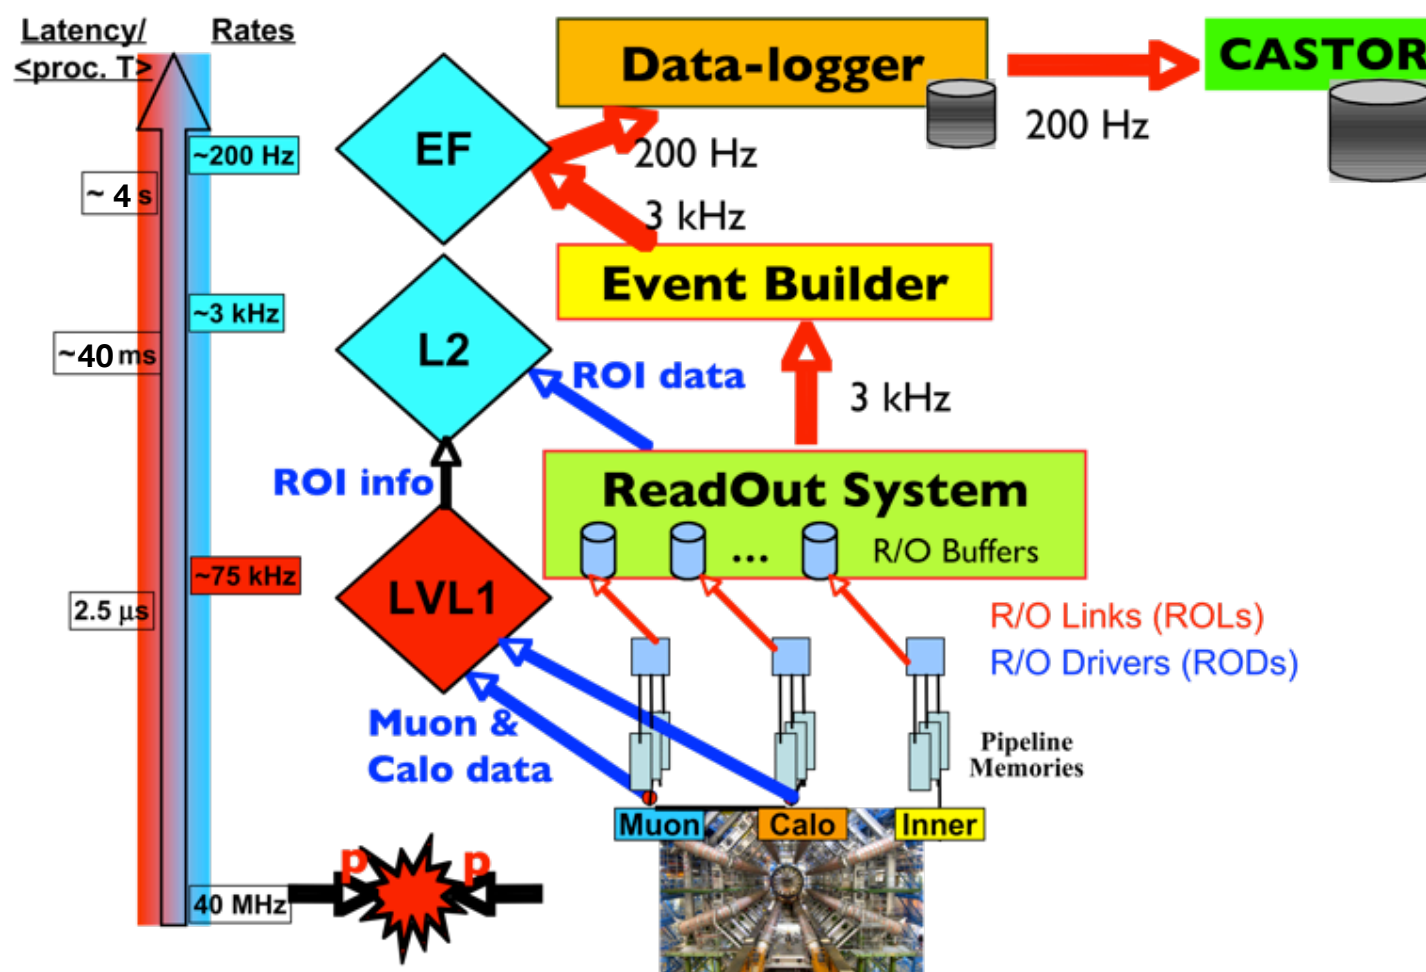 Latency/
<proc. T>
Rates
~200 Hz
~ 4 s
~3 kHz
~40 ms
~75 kHz
2.5 µs
40 MHz
EF
L2
ROI info
LVL1
Muon &
Calo data
p
p
Data-logger
CASTOR
200 Hz
200 Hz
3 kHz
Event Builder
ROI data
3 kHz
ReadOut System
...
R/O Buffers
R/O Links (ROLs)
R/O Drivers (RODs)
Pipeline
Memories
Muon
Calo
Inner